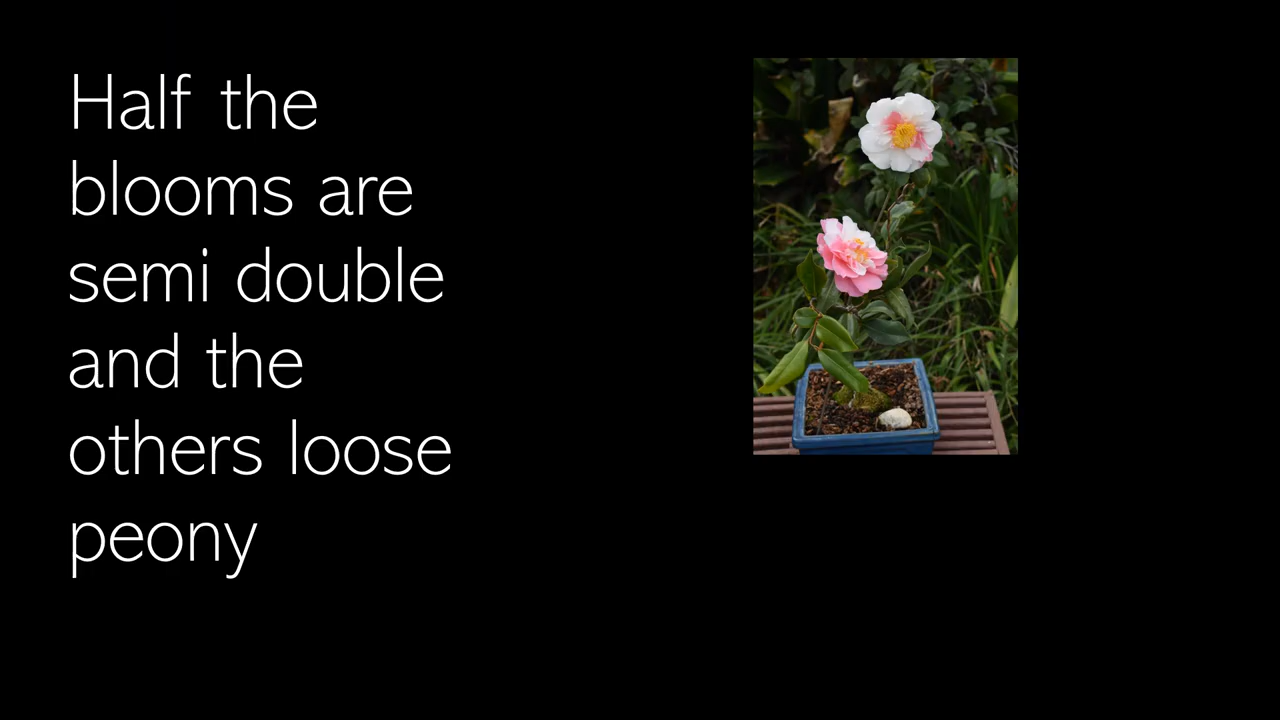 Half the
blooms are
semi double
and the
others loose
peony